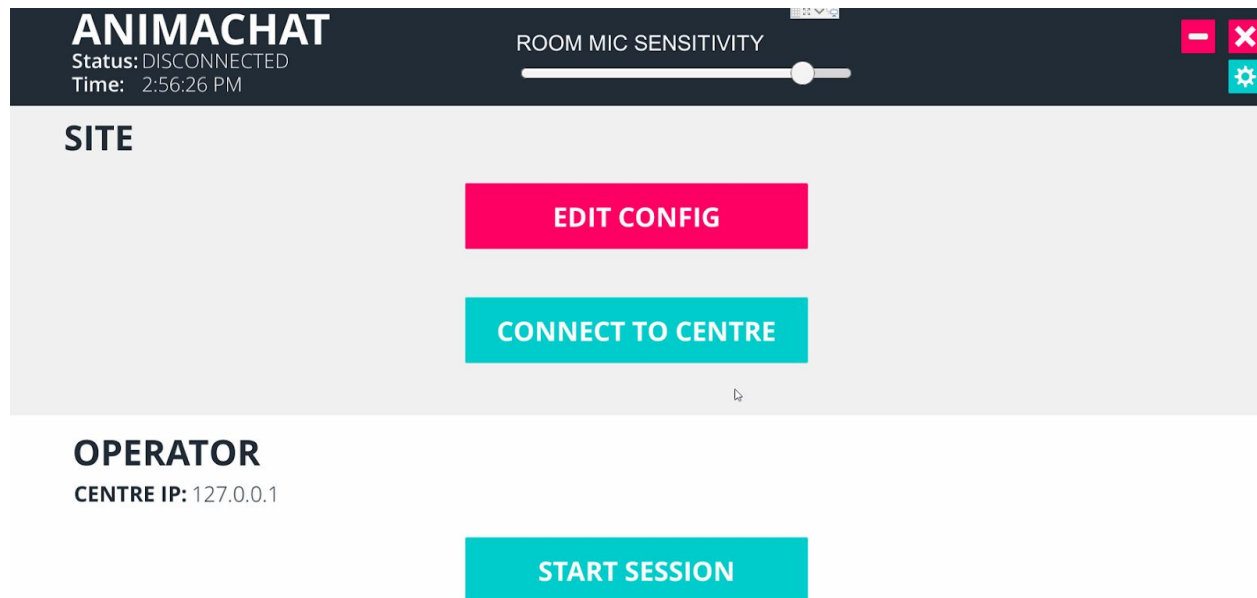 ANIMACHAT
Status: DISCONNECTED
Time: 2:56:26 PM
ROOM MIC SENSITIVITY
SITE
EDIT CONFIG
CONNECT TO CENTRE
OPERATOR
CENTRE IP: 127.0.0.1
START SESSION